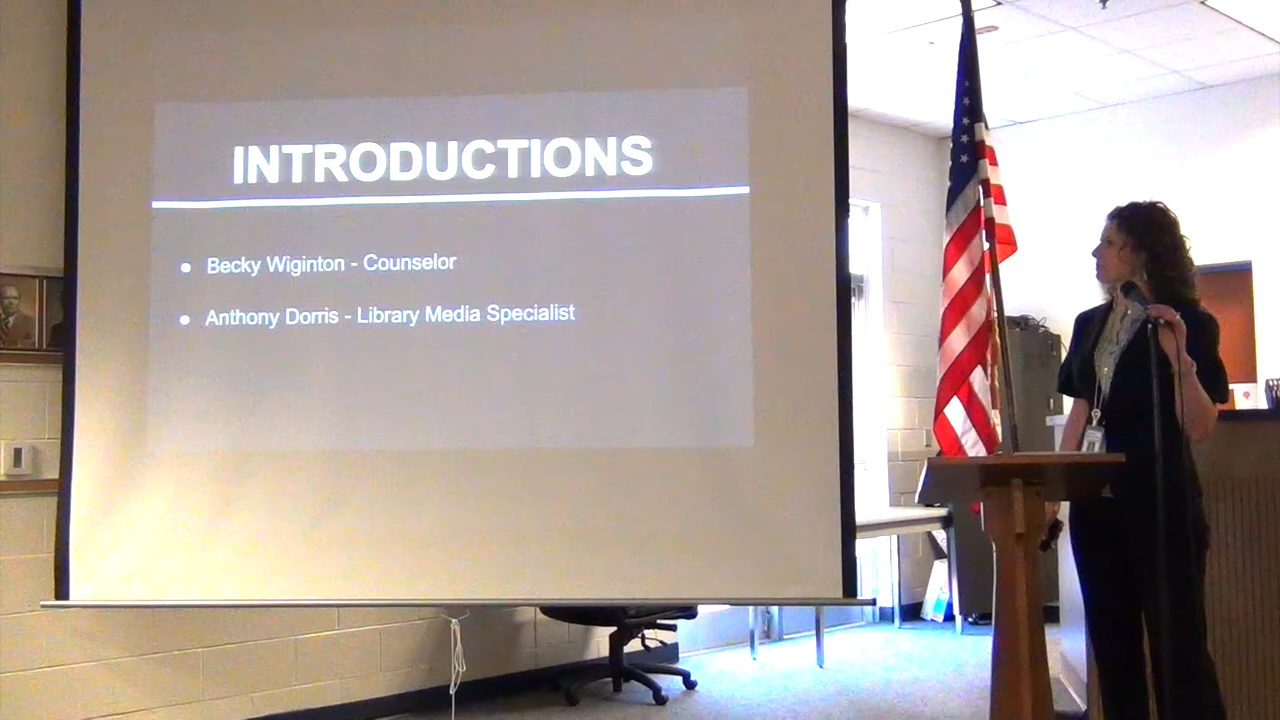 INTRODUCTIONS
● Becky Wiginton - Counselor
● Anthony Dorris - Library Media Specialist